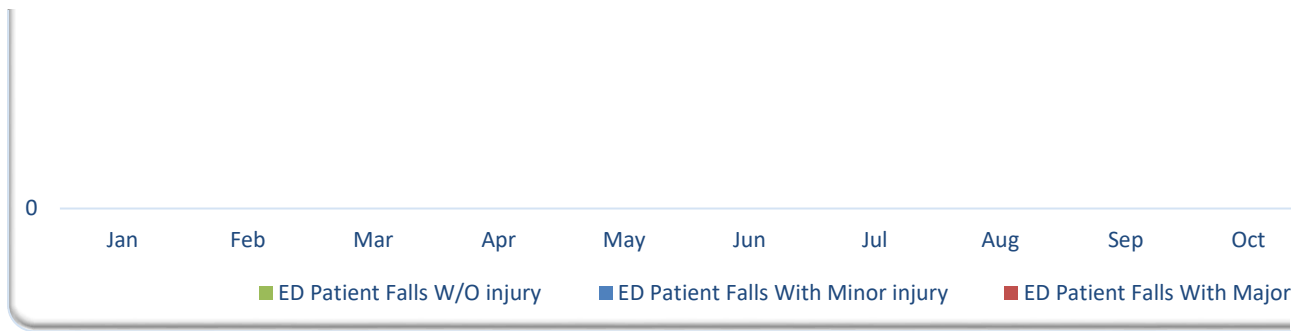 0
Jan Feb Mar Apr May Jun Jul Aug Sep Oct
ED Patient Falls W/O injury ED Patient Falls With Minor injury ED Patient Falls With Major